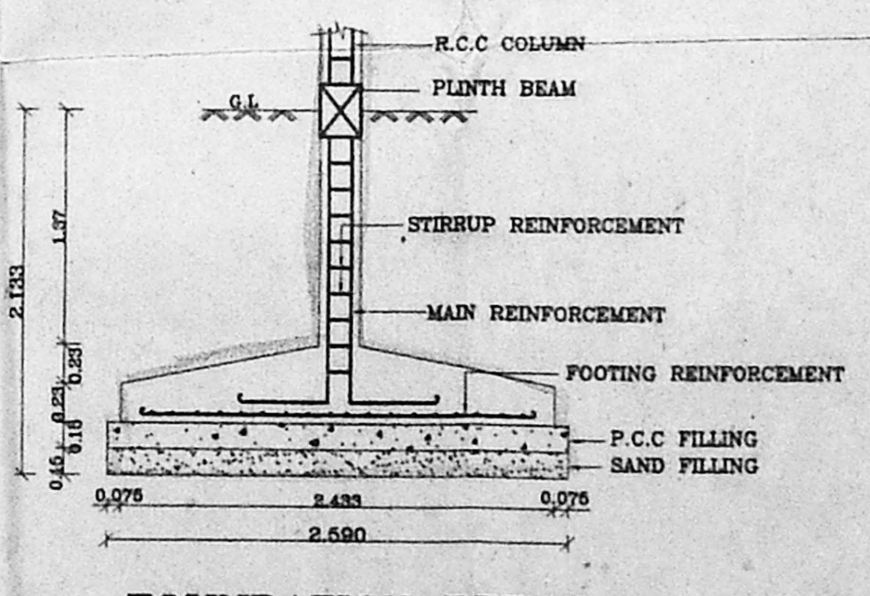 R.C.C COLUMN
PLINTH BEAM
G.L
STIRRUP REINFORCEMENT
MAIN REINFORCEMENT
FOOTING REINFORCEMENT
P.C.C FILLING
SAND FILLING
2.133
1.37
0.23
0.23
0.15
0.15
0.075
2.433
0.075
2.590